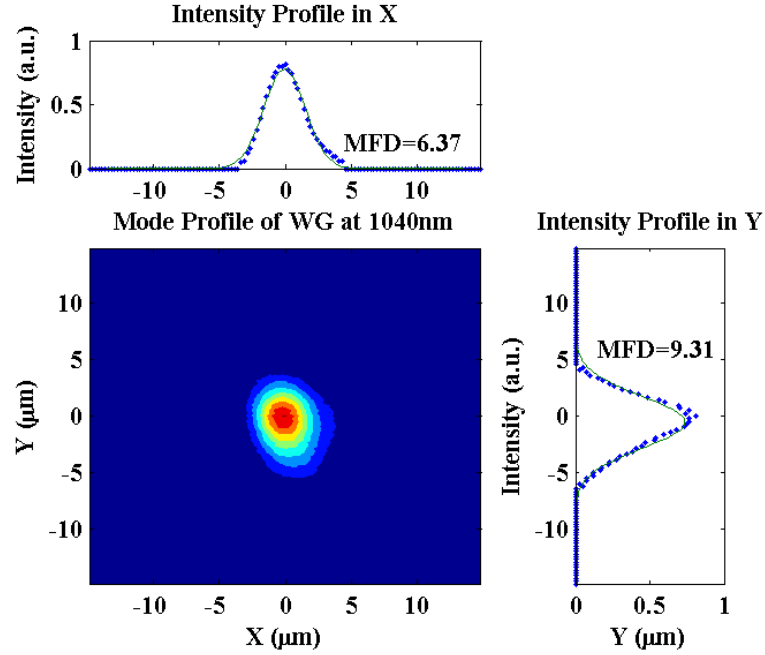 Intensity Profile in X
Intensity (a.u.)
1
0.5
0
MFD=6.37
-10 -5 0 5 10
Mode Profile of WG at 1040nm
Y (μm)
10
5
0
-5
-10
-10 -5 0 5 10
X (μm)
Intensity Profile in Y
Intensity (a.u.)
10
5
0
-5
-10
MFD=9.31
0 0.5 1
Y (μm)